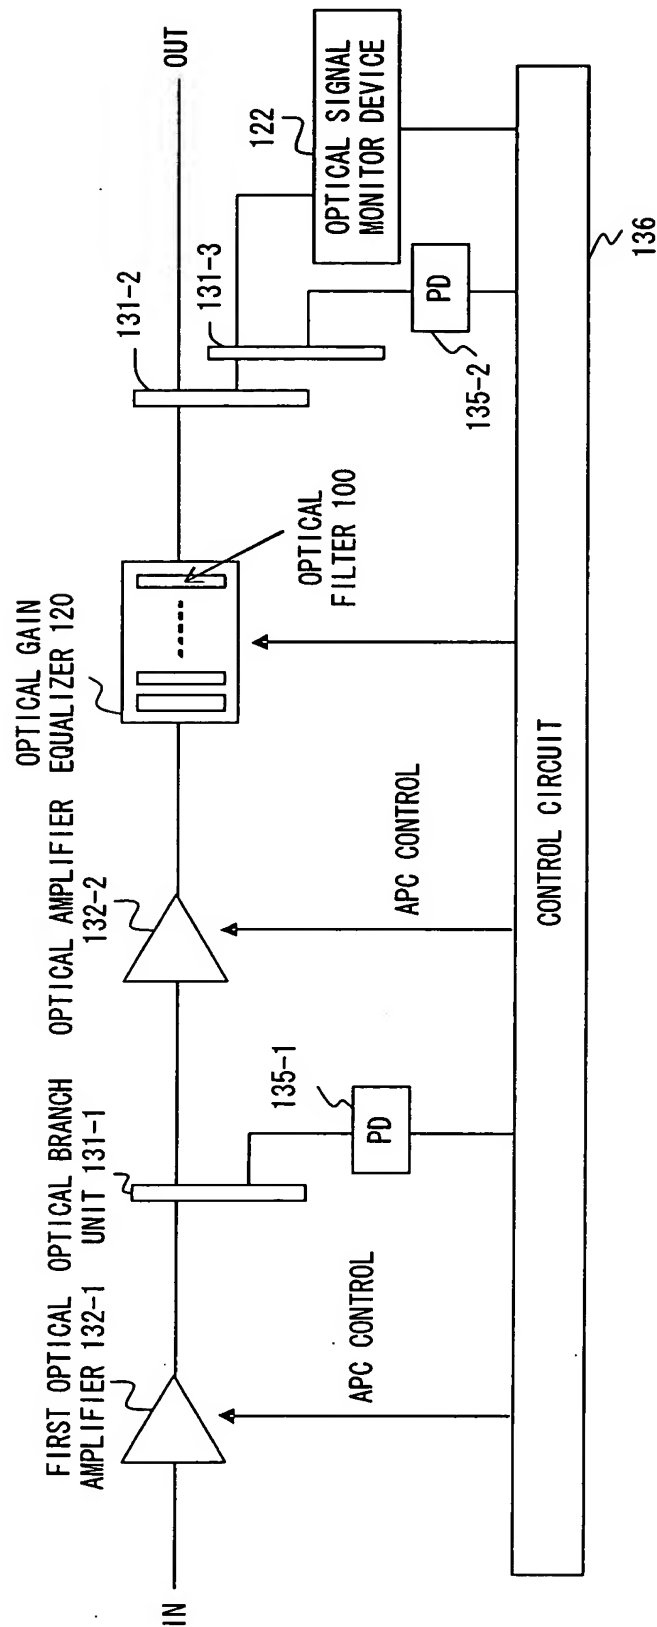 IN
FIRST OPTICAL
AMPLIFIER 132-1
APC CONTROL
OPTICAL BRANCH
UNIT 131-1
135-1
PD
OPTICAL AMPLIFIER
132-2
APC CONTROL
OPTICAL GAIN
EQUALIZER 120
OPTICAL
FILTER 100
131-2
131-3
PD
135-2
122
OPTICAL SIGNAL
MONITOR DEVICE
OUT
CONTROL CIRCUIT
136